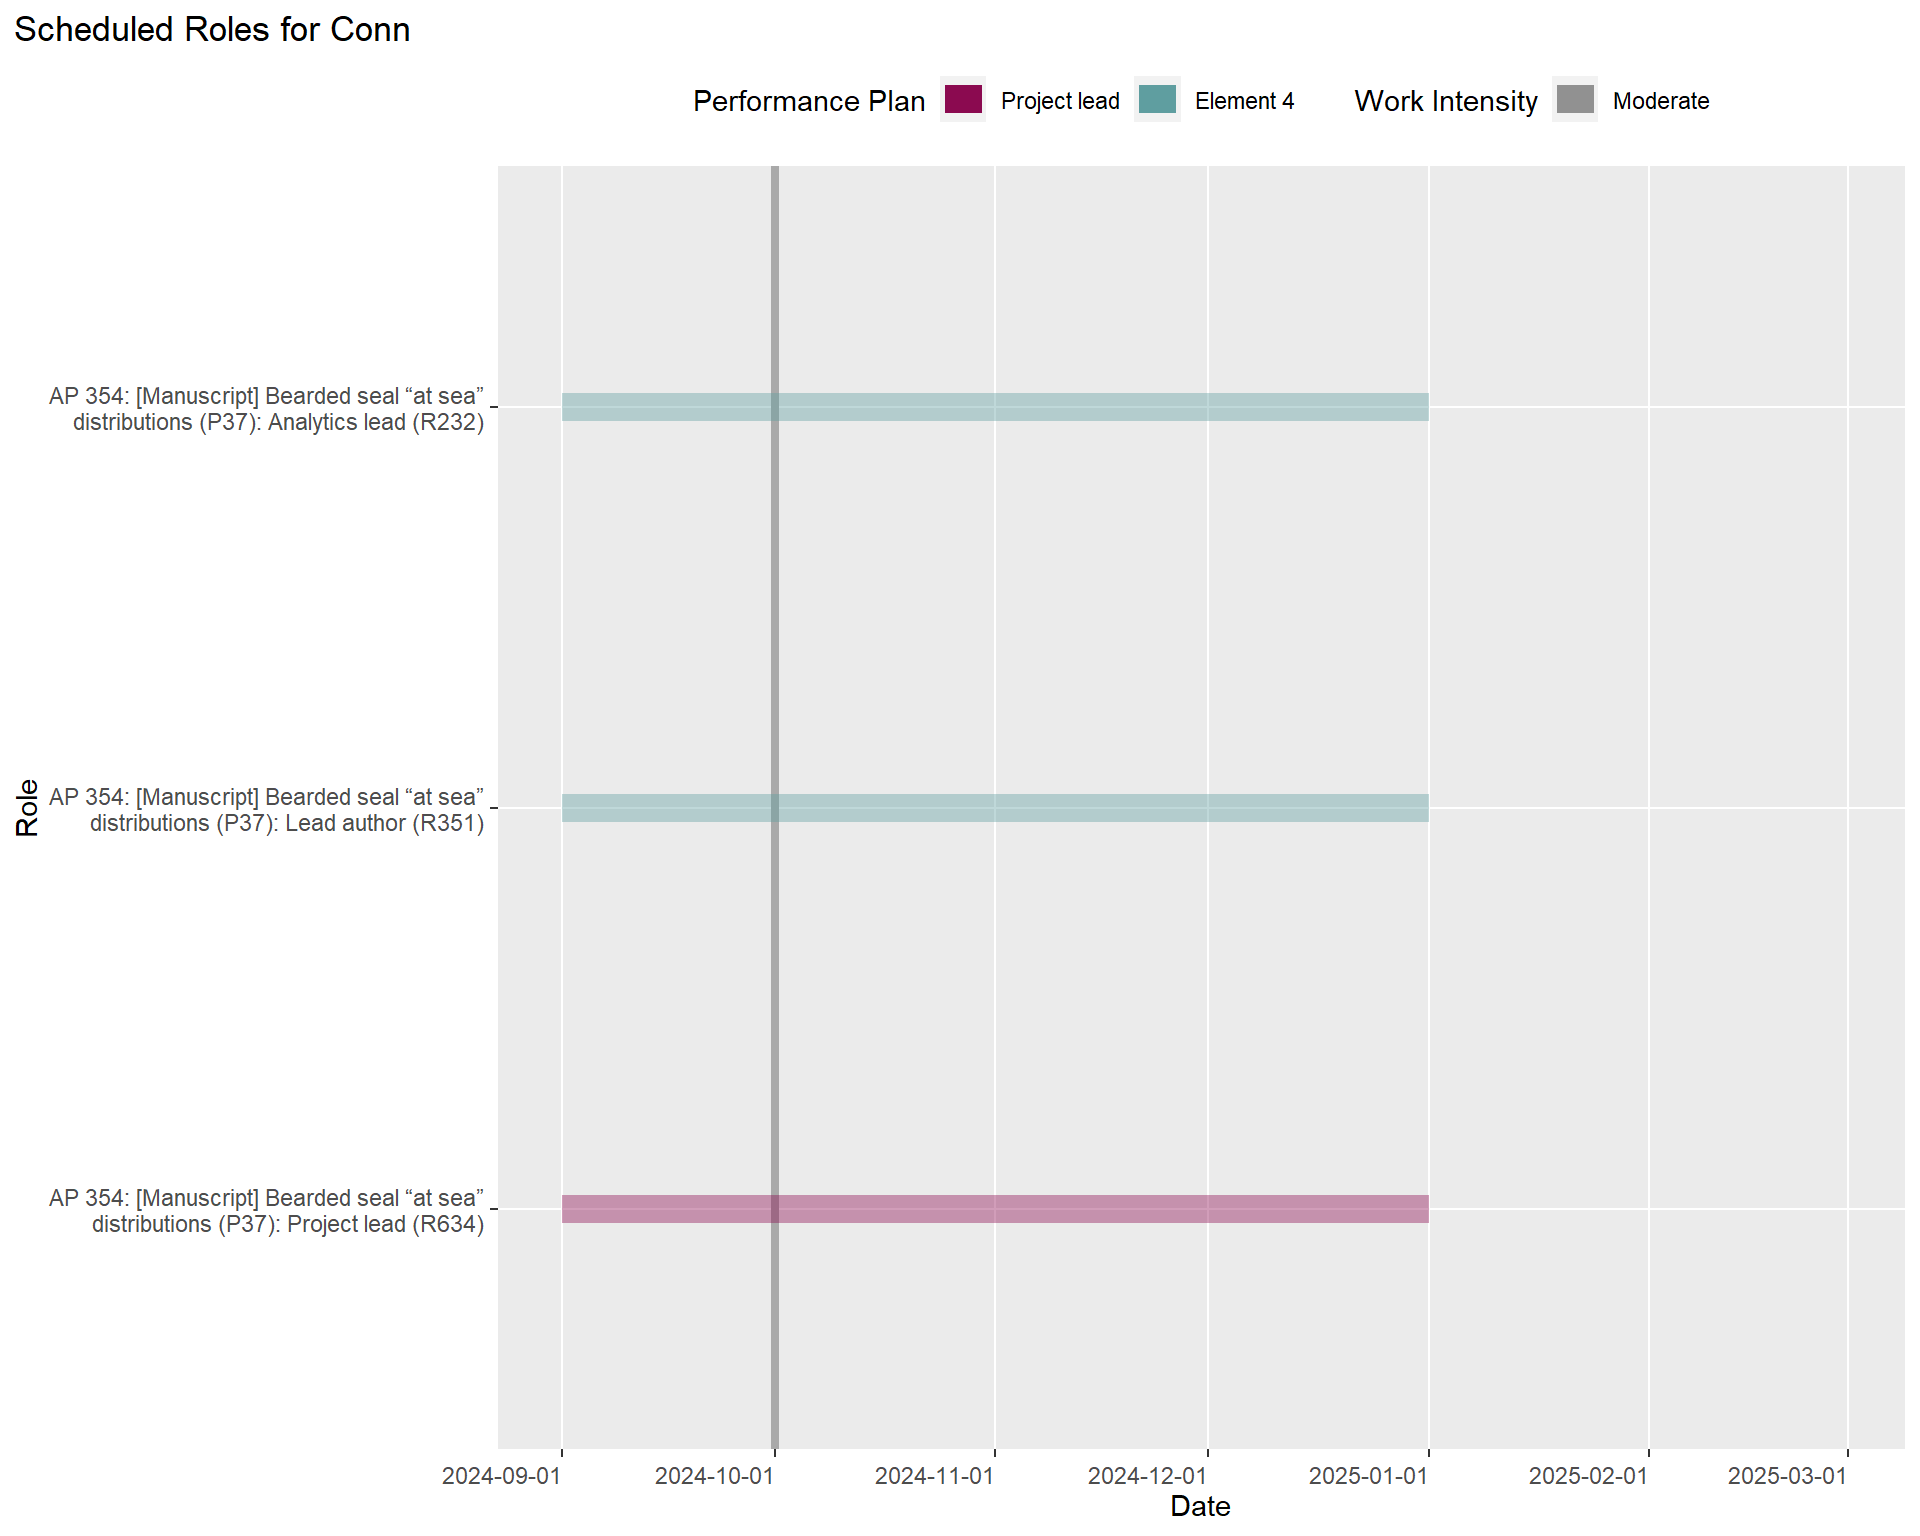 Scheduled Roles for Conn
Performance Plan Project lead Element 4 Work Intensity Moderate
AP 354: [Manuscript] Bearded seal “at sea”
distributions (P37): Analytics lead (R232)
Role
AP 354: [Manuscript] Bearded seal “at sea”
distributions (P37): Lead author (R351)
AP 354: [Manuscript] Bearded seal “at sea”
distributions (P37): Project lead (R634)
2024-09-01 2024-10-01 2024-11-01 2024-12-01 2025-01-01 2025-02-01 2025-03-01
Date